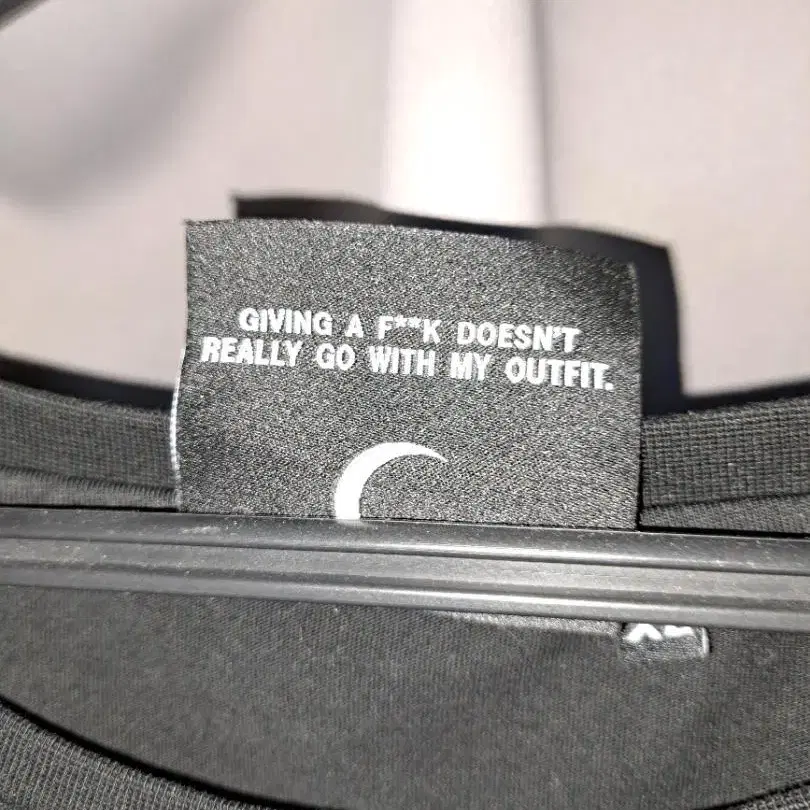 GIVING A F**K DOESN'T
REALLY GO WITH MY OUTFIT.